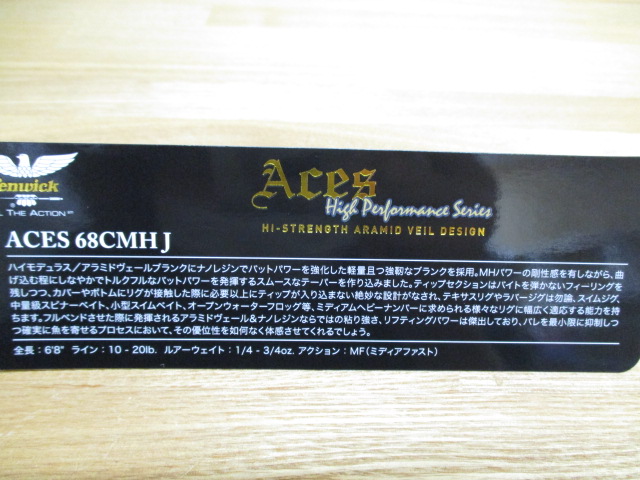 Fenwick
L THE ACTION
Aces
High Performance Series
HI-STRENGTH ARAMID VEIL DESIGN
ACES 68CMH J
ハイモデュラス/アラミドヴェールブランクにナノレジンでバットパワーを強化した軽量且つ強靭なブランクを採用。MHパワーの剛性感を有しながら、曲
げ込む程にしなやかでトルクフルなバットパワーを発揮するスムースなテーパーを作り込みました。ティップセクションはバイトを弾かないフィーリングを
残しつつ、カバーやボトムにリグが接触した際に必要以上にティップが入り込まない絶妙な設計がなされ、テキサスリグやラバージグは勿論、スイムジグ、
中量級スピナーベイト、小型スイムベイト、オープンウォーターフロッグ等、ミディアムヘビーナンバーに求められる様々なリグに幅広く適応する能力を持
ちます。フルベンドさせた際に発揮されるアラミドヴェール&ナノレジンならではの粘り強さ、リフティングパワーは傑出しており、バレを最小限に抑制しつ
つ確実に魚を寄せるプロセスにおいて、その優位性を如何なく体感させてくれるでしょう。
全長：6'8" ライン：10 - 20lb. ルアーウェイト：1/4 - 3/4oz. アクション：MF(ミディアムファスト)